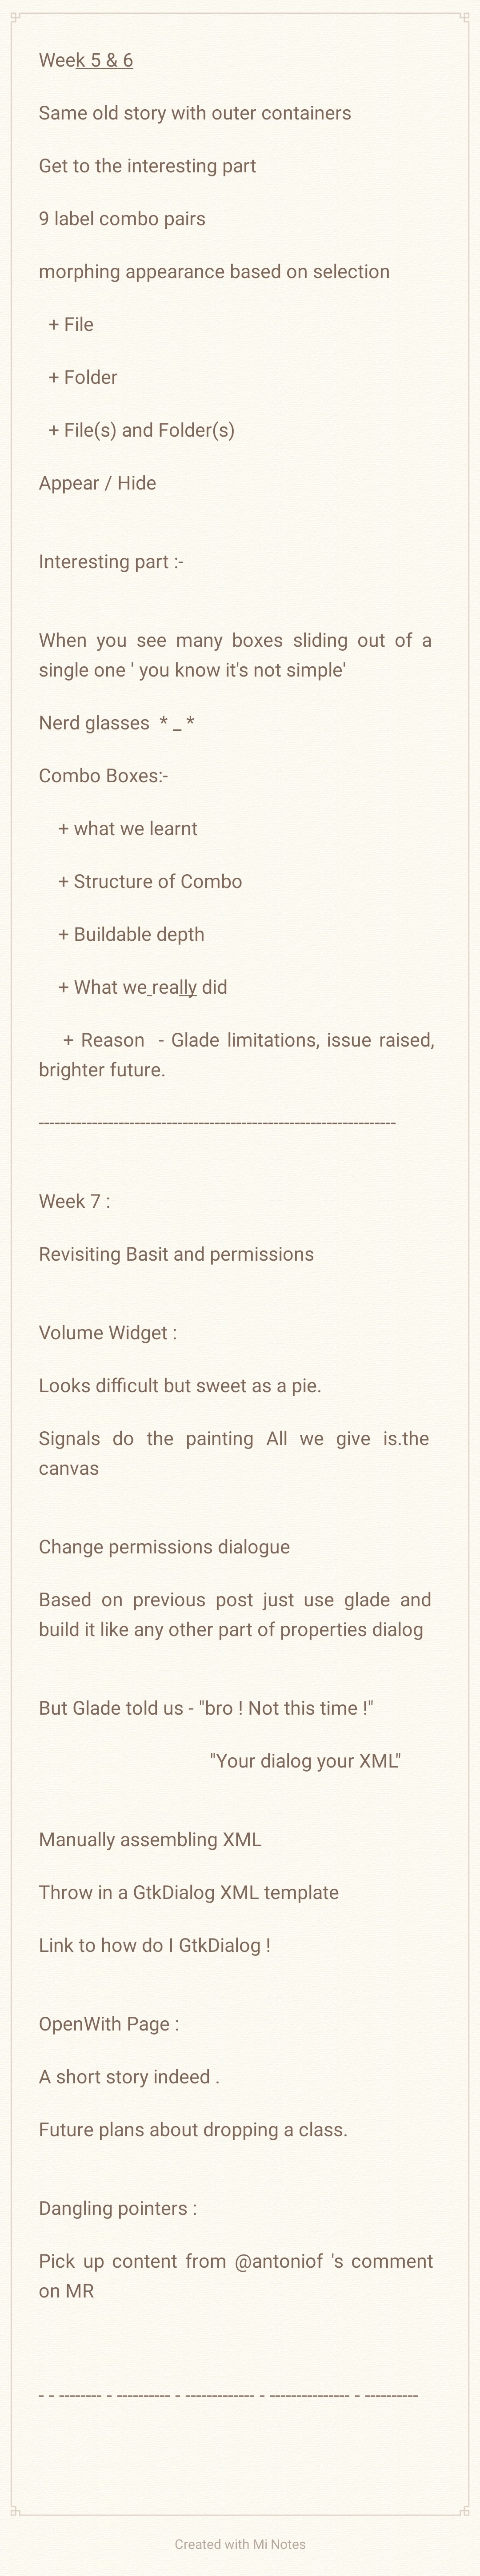 Week 5 & 6
Same old story with outer containers
Get to the interesting part
9 label combo pairs
morphing appearance based on selection
+ File
+ Folder
+ File(s) and Folder(s)
Appear / Hide
Interesting part :-
When you see many boxes sliding out of a
single one ' you know it's not simple'
Nerd glasses * _ *
Combo Boxes:-
+ what we learnt
+ Structure of Combo
+ Buildable depth
+ What we really did
+ Reason - Glade limitations, issue raised,
brighter future.
-------------------------------------------------------------------
Week 7 :
Revisiting Basit and permissions
Volume Widget :
Looks difficult but sweet as a pie.
Signals do the painting All we give is.the
canvas
Change permissions dialogue
Based on previous post just use glade and
build it like any other part of properties dialog
But Glade told us - "bro ! Not this time !"
"Your dialog your XML"
Manually assembling XML
Throw in a GtkDialog XML template
Link to how do I GtkDialog !
OpenWith Page :
A short story indeed .
Future plans about dropping a class.
Dangling pointers :
Pick up content from @antoniof 's comment
on MR
- - -------- - ---------- - ------------- - --------------- - ----------
Created with Mi Notes